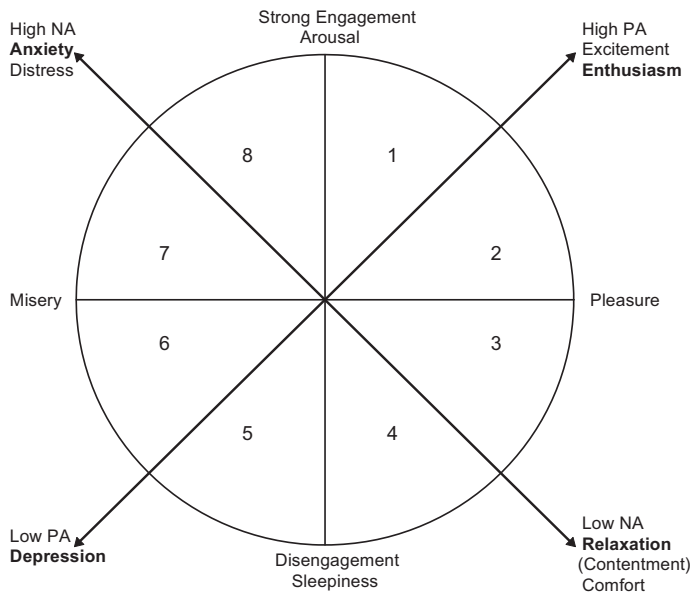 Strong Engagement
Arousal
High NA
Anxiety
Distress
High PA
Excitement
Enthusiasm
8
1
7
2
Misery
Pleasure
6
3
5
4
Low PA
Depression
Disengagement
Sleepiness
Low NA
Relaxation
(Contentment)
Comfort